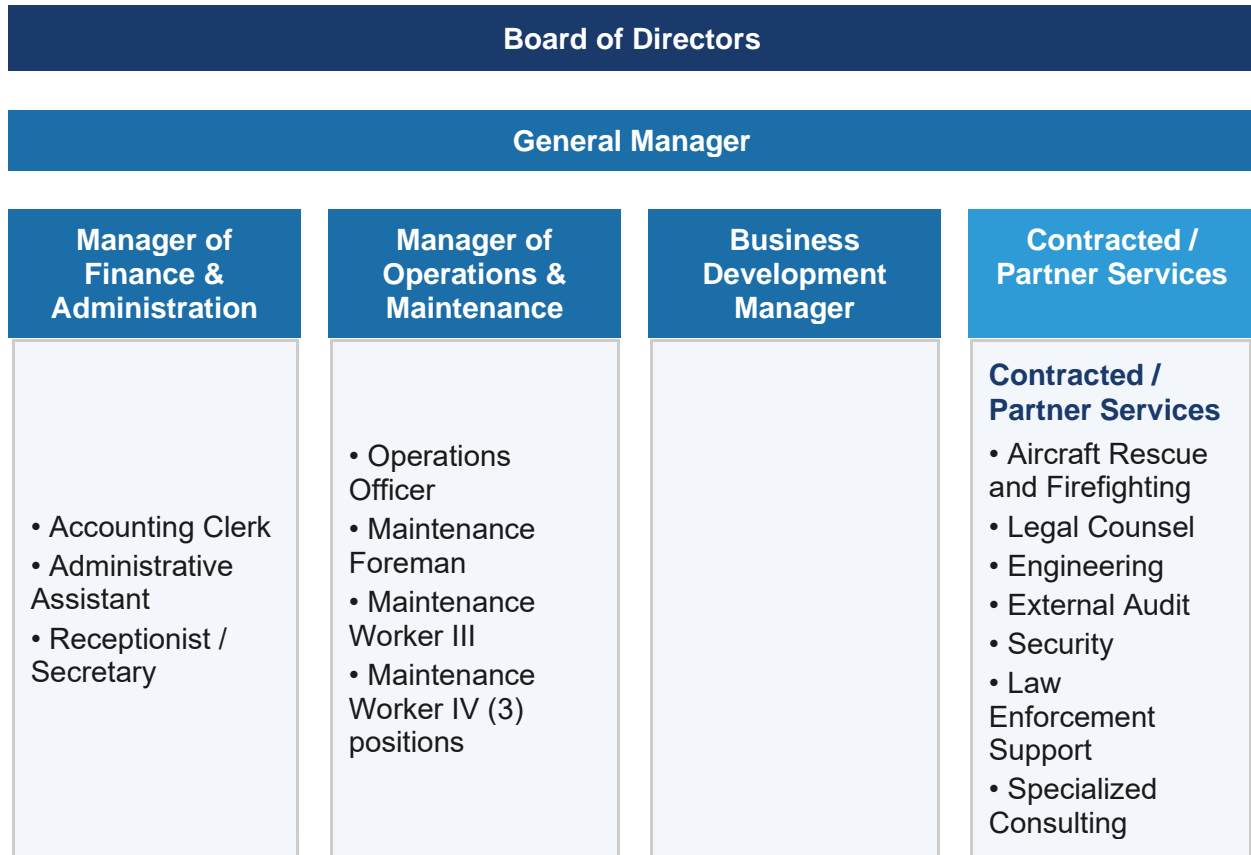 Board of Directors
General Manager
Manager of
Finance &
Administration
Manager of
Operations &
Maintenance
Business
Development
Manager
Contracted /
Partner Services
• Accounting Clerk
• Administrative
Assistant
• Receptionist /
Secretary
• Operations
Officer
• Maintenance
Foreman
• Maintenance
Worker III
• Maintenance
Worker IV (3)
positions
Contracted /
Partner Services
• Aircraft Rescue
and Firefighting
• Legal Counsel
• Engineering
• External Audit
• Security
• Law
Enforcement
Support
• Specialized
Consulting